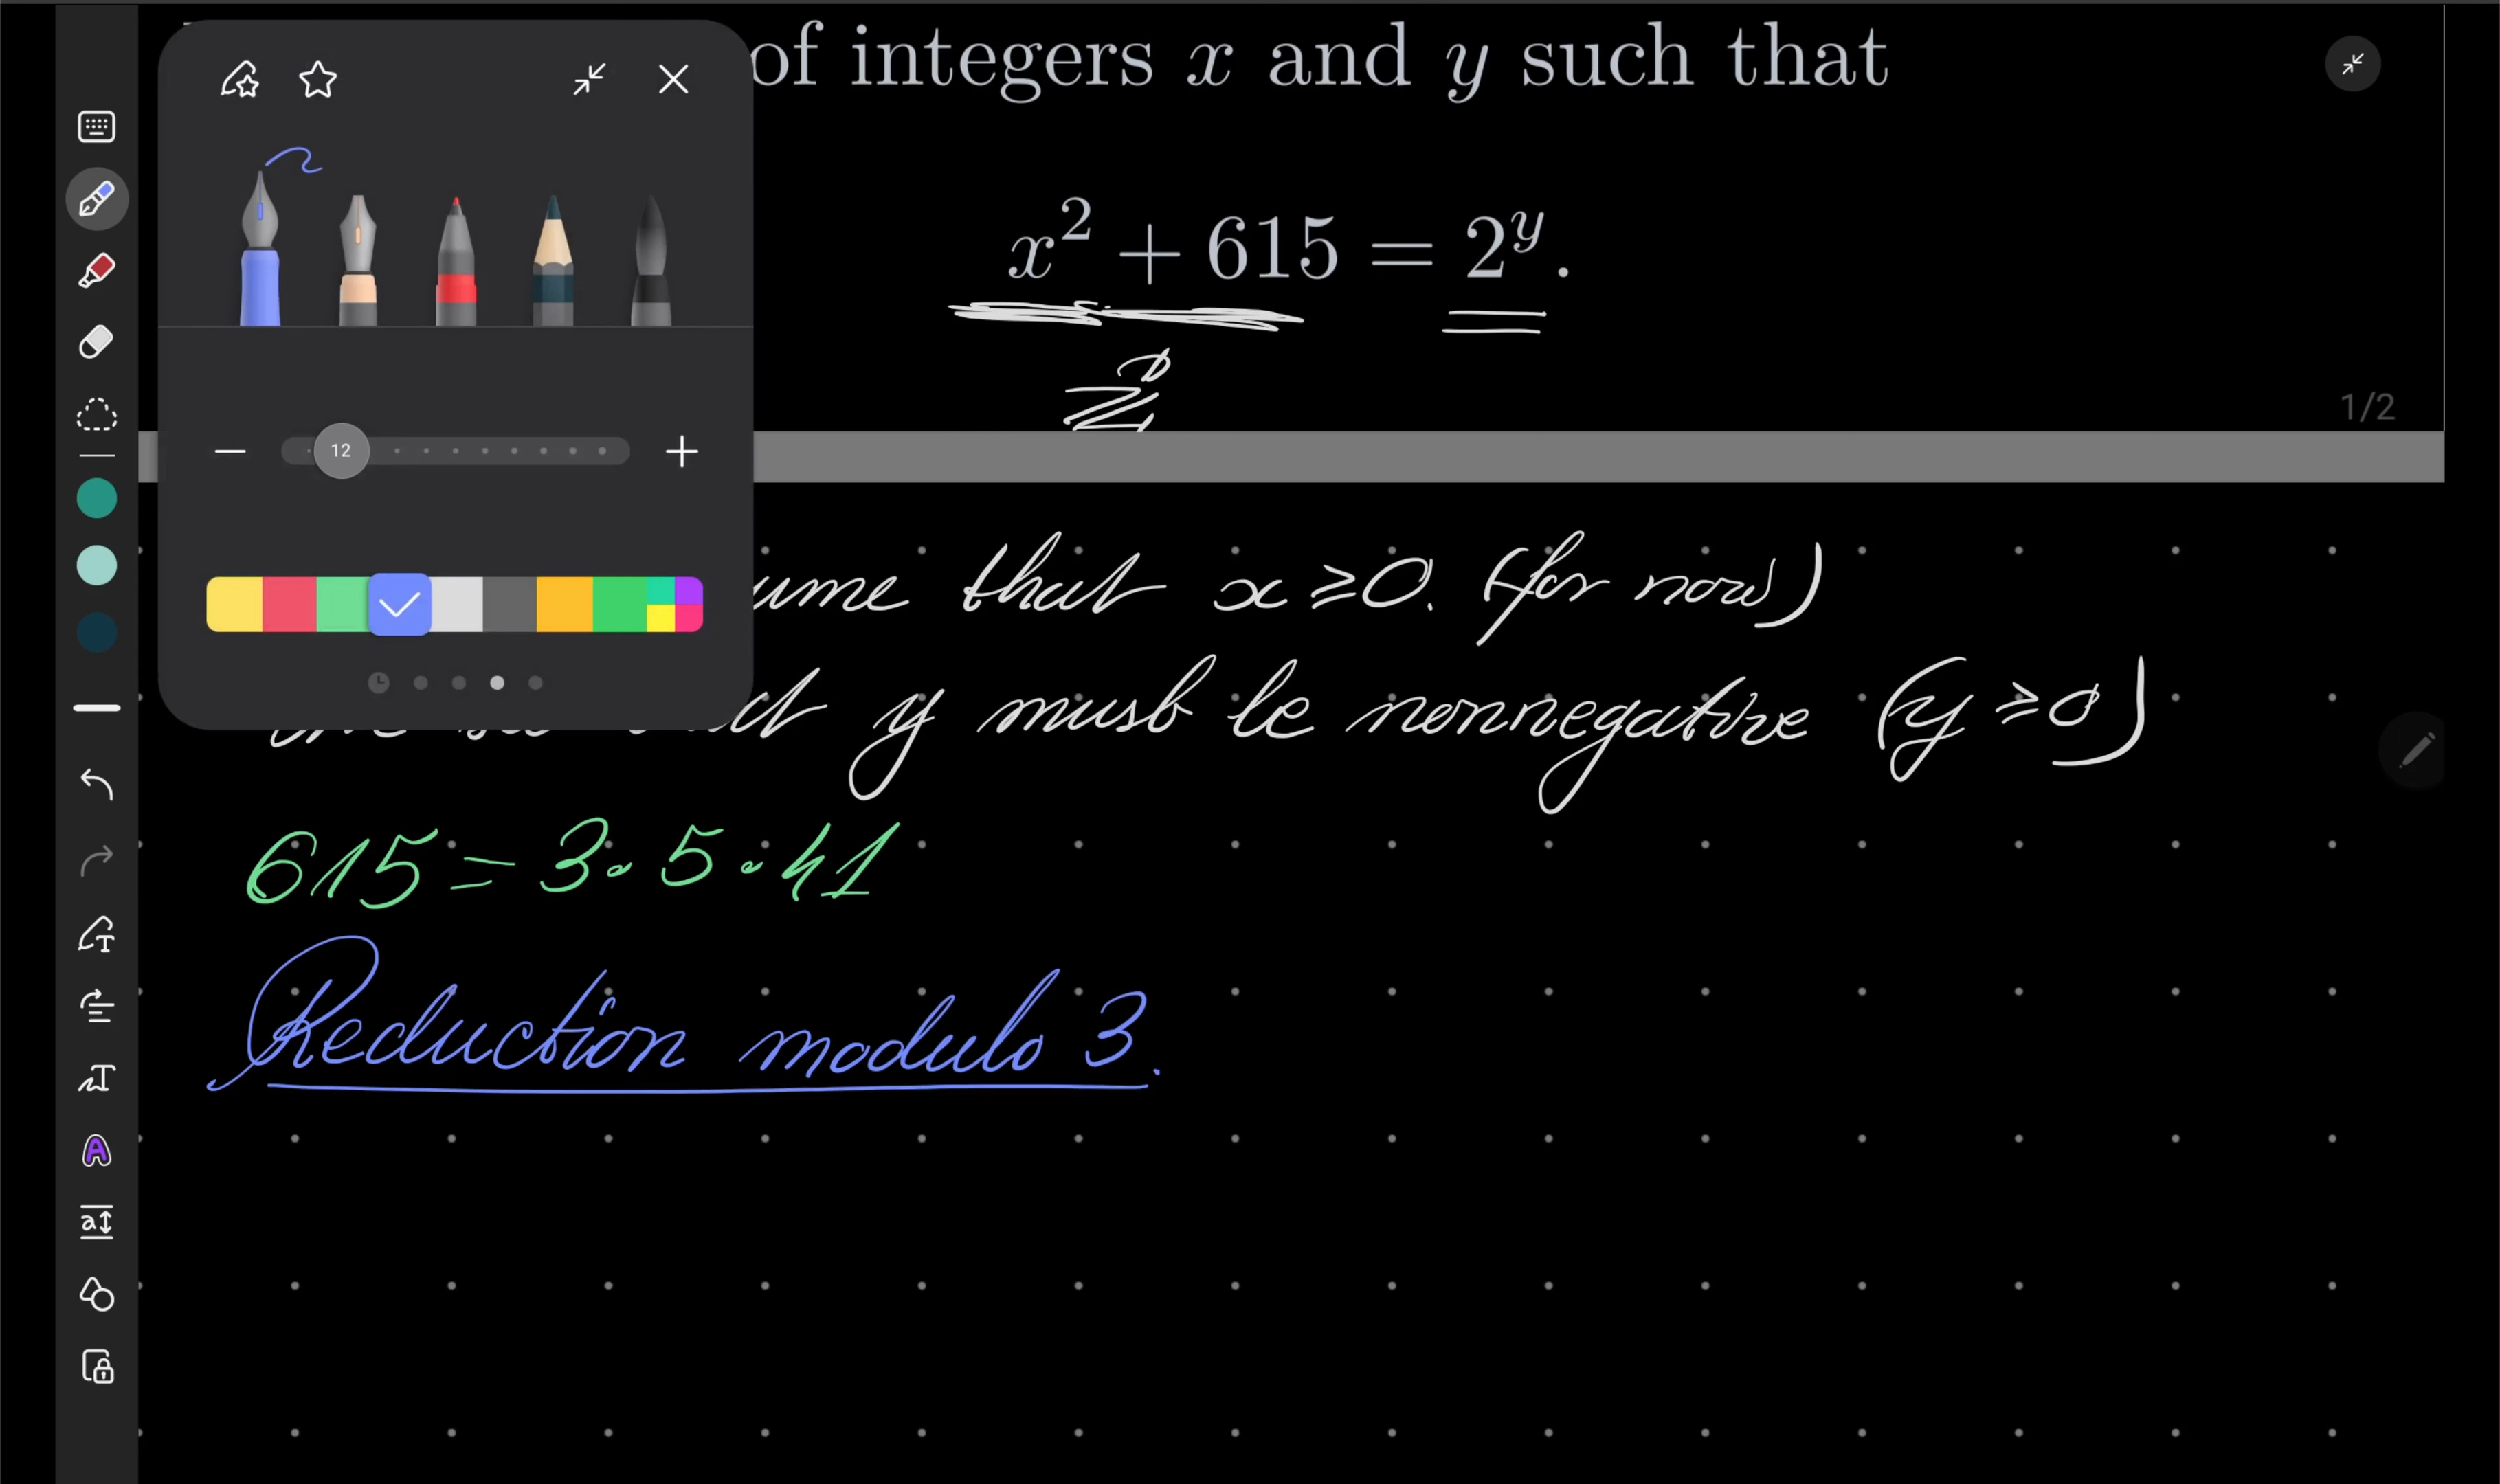 of integers x and y such that
x² + 615 = 2^y.
ℤ
1/2
12
ume that x ≥ 0. (for now)
y must be nonnegative (y ≥ 0)
615 = 3 · 5 · 41
Reduction modulo 3.